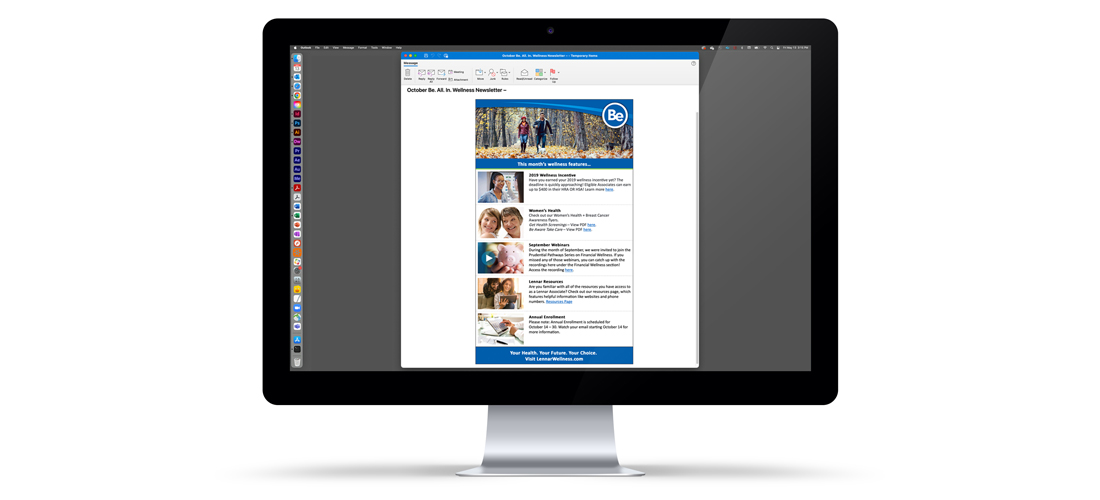 Outlook File Edit View Message Format Tools Window Help
October Be. All. In. Wellness Newsletter — Temporary Items
Message
Meeting
Attachment
Delete Reply Reply All Forward Move Junk Rules Read/Unread Categorize Follow Up
October Be. All. In. Wellness Newsletter ~
Be
This month's wellness features...
2019 Wellness Incentive
Have you earned your 2019 wellness incentive yet? The
deadline is quickly approaching! Eligible Associates can earn
up to $400 in their HRA OR HSA! Learn more here.
Women's Health
Check out our Women's Health + Breast Cancer
Awareness flyers.
Get Health Screenings – View PDF here.
Be Aware Take Care – View PDF here.
September Webinars
During the month of September, we were invited to join the
Prudential Pathways Series on Financial Wellness. If you
missed any of those webinars, you can catch up with the
recordings here under the Financial Wellness section!
Access the recording here.
Lennar Resources
Are you familiar with all of the resources you have access to
as a Lennar Associate? Check out our resources page, which
features helpful information like websites and phone
numbers. Resources Page
Annual Enrollment
Please note: Annual Enrollment is scheduled for
October 14 – 30. Watch your email starting October 14 for
more information.
Your Health. Your Future. Your Choice.
Visit LennarWellness.com